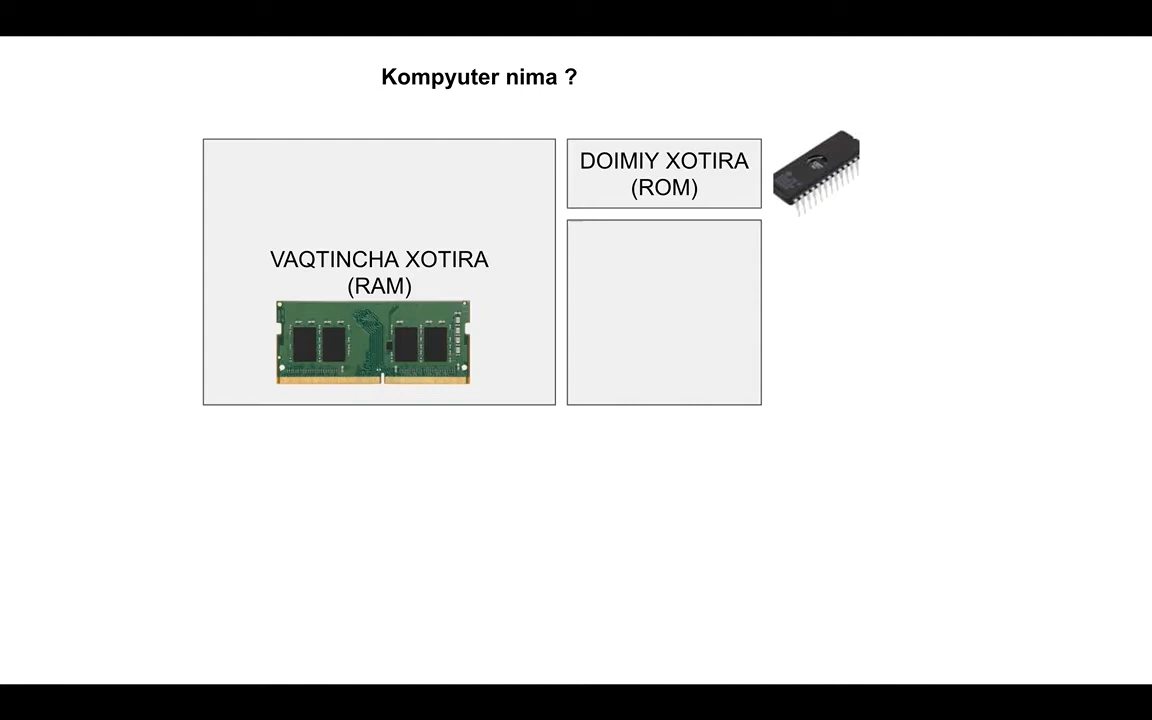 Kompyuter nima ?
VAQTINCHA XOTIRA
(RAM)
DOIMIY XOTIRA
(ROM)